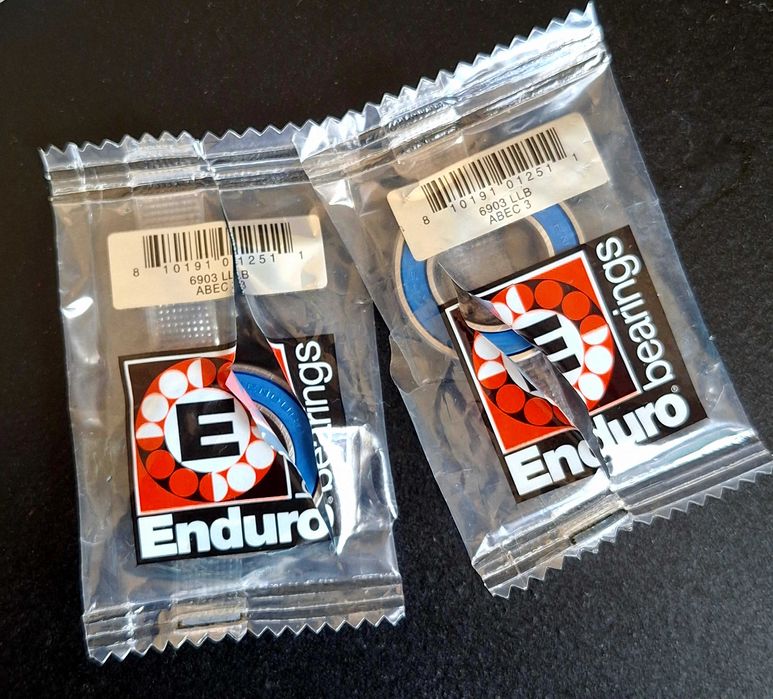 8 10191 01251 1
6903 LLB
ABEC 3
E
Enduro
bearings
8 10191 01251 1
6903 LLB
ABEC 3
E
Enduro®
bearings